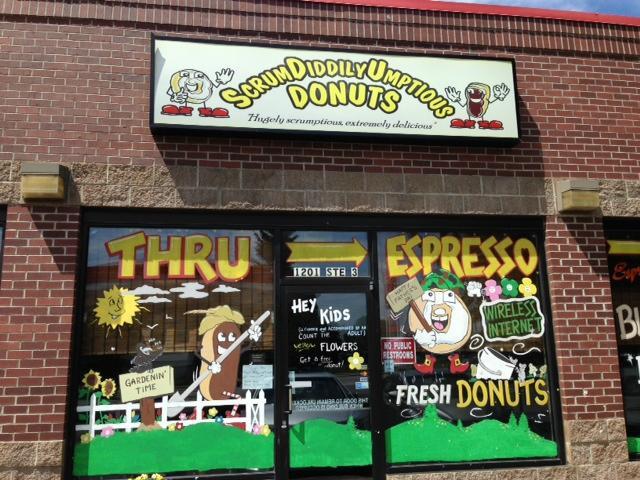 SCRUMDIDDILYUMPTIOUS
DONUTS
"Hugely scrumptious, extremely delicious"
THRU
ESPRESSO
1201 STE 3
HEY
KIDS
COUNT THE
FLOWERS
Get a free
donut!
GARDENIN'
TIME
WIRELESS
INTERNET
NO PUBLIC
RESTROOMS
FRESH DONUTS